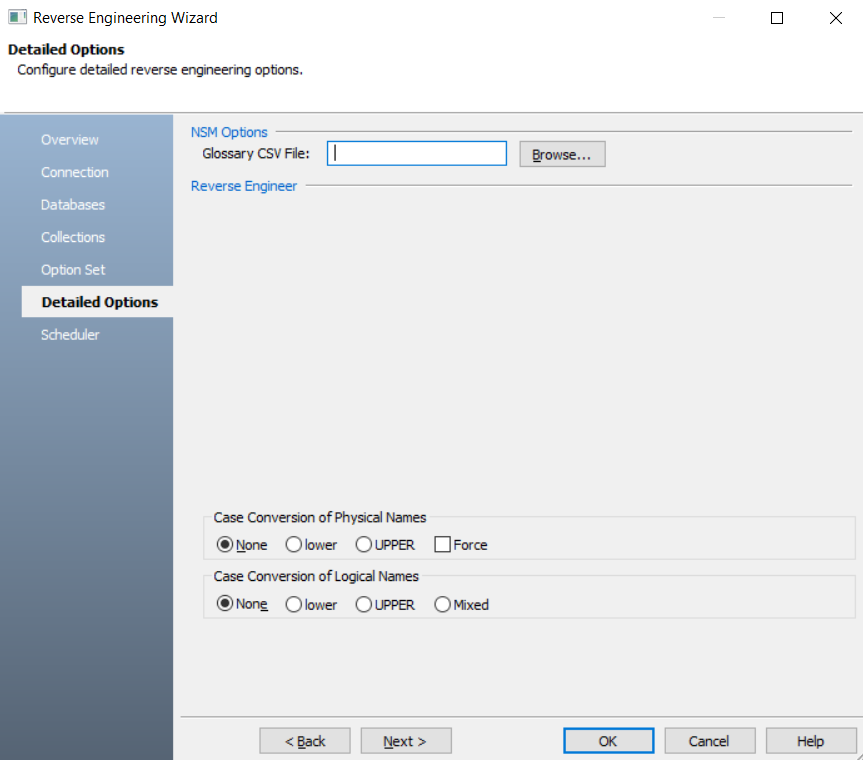 Reverse Engineering Wizard
Detailed Options
Configure detailed reverse engineering options.
Overview
Connection
Databases
Collections
Option Set
Detailed Options
Scheduler
NSM Options
Glossary CSV File: Browse...
Reverse Engineer
Case Conversion of Physical Names
None lower UPPER Force
Case Conversion of Logical Names
None lower UPPER Mixed
< Back Next > OK Cancel Help